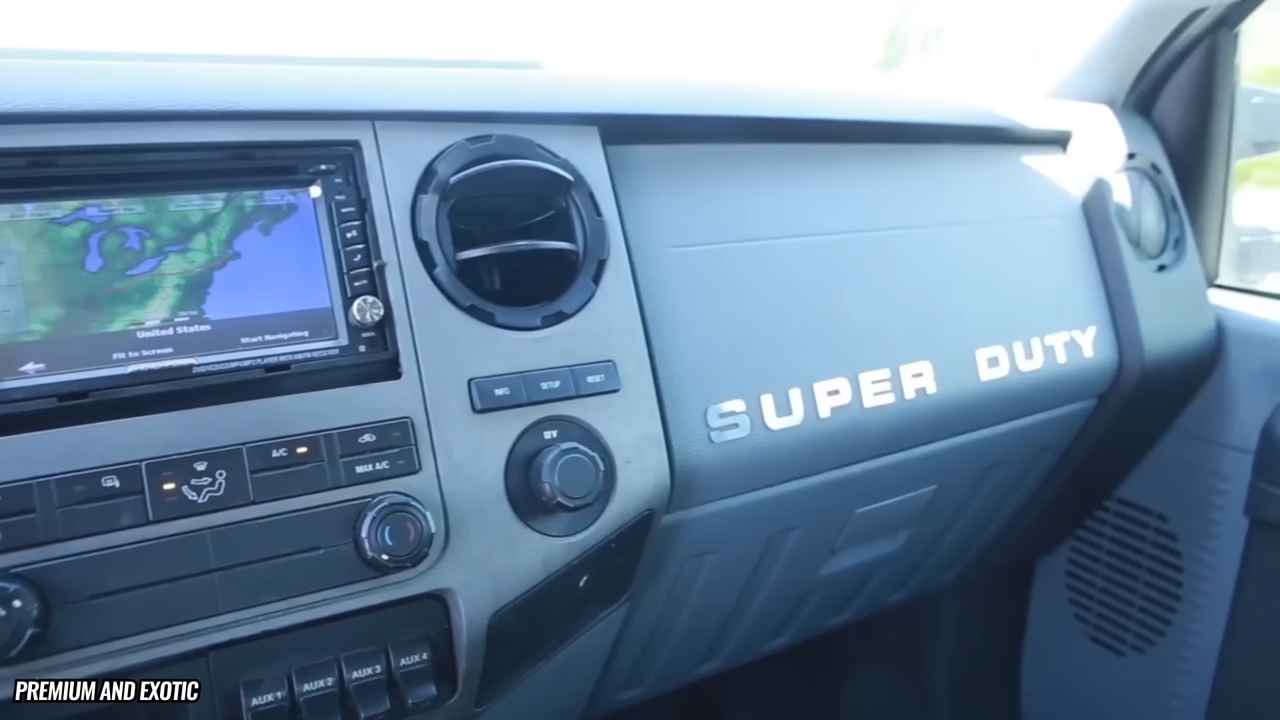 United States
Fit to Screen
Start Navigating
INFO
SETUP
RESET
SUPER DUTY
12V
A/C
MAX A/C
AUX 1
AUX 2
AUX 3
AUX 4
PREMIUM AND EXOTIC